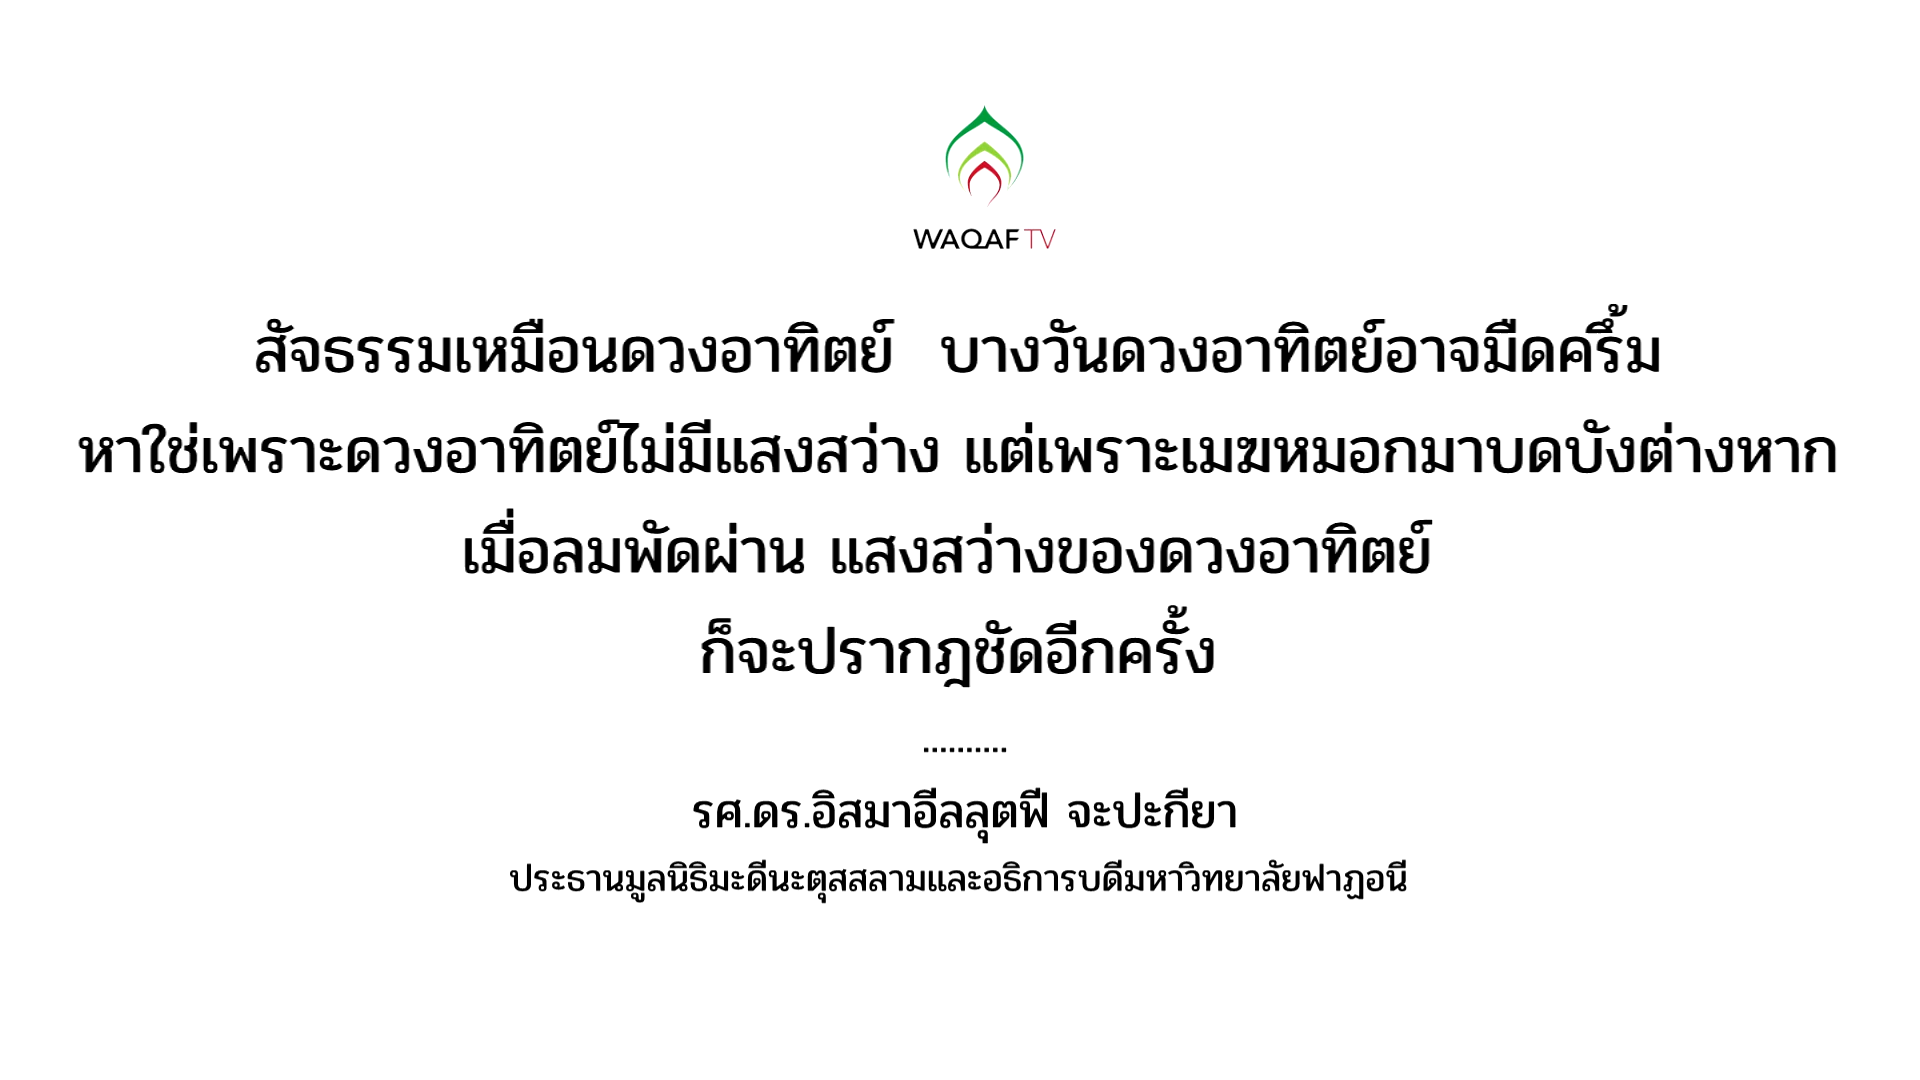 WAQAF TV
สัจธรรมเหมือนดวงอาทิตย์ บางวันดวงอาทิตย์อาจมืดครึ้ม
หาใช่เพราะดวงอาทิตย์ไม่มีแสงสว่าง แต่เพราะเมฆหมอกมาบดบังต่างหาก
เมื่อลมพัดผ่าน แสงสว่างของดวงอาทิตย์
ก็จะปรากฎชัดอีกครั้ง
..........
รศ.ดร.อิสมาอีลลุตฟี จะปะกียา
ประธานมูลนิธิมะดีนะตุสสลามและอธิการบดีมหาวิทยาลัยฟาฏอนี